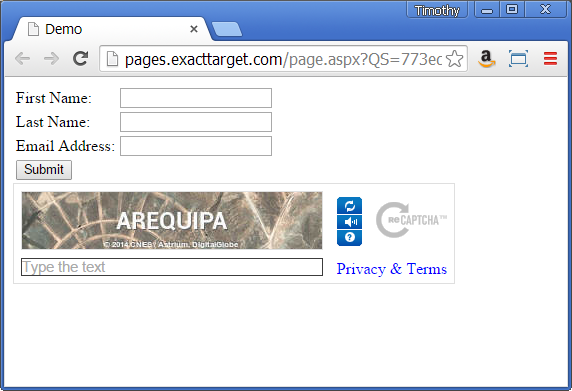 Timothy
Demo
pages.exacttarget.com/page.aspx?QS=773ec
First Name:
Last Name:
Email Address:
Submit
AREQUIPA
© 2014 CNES / Astrium, DigitalGlobe
reCAPTCHA™
Type the text
Privacy & Terms